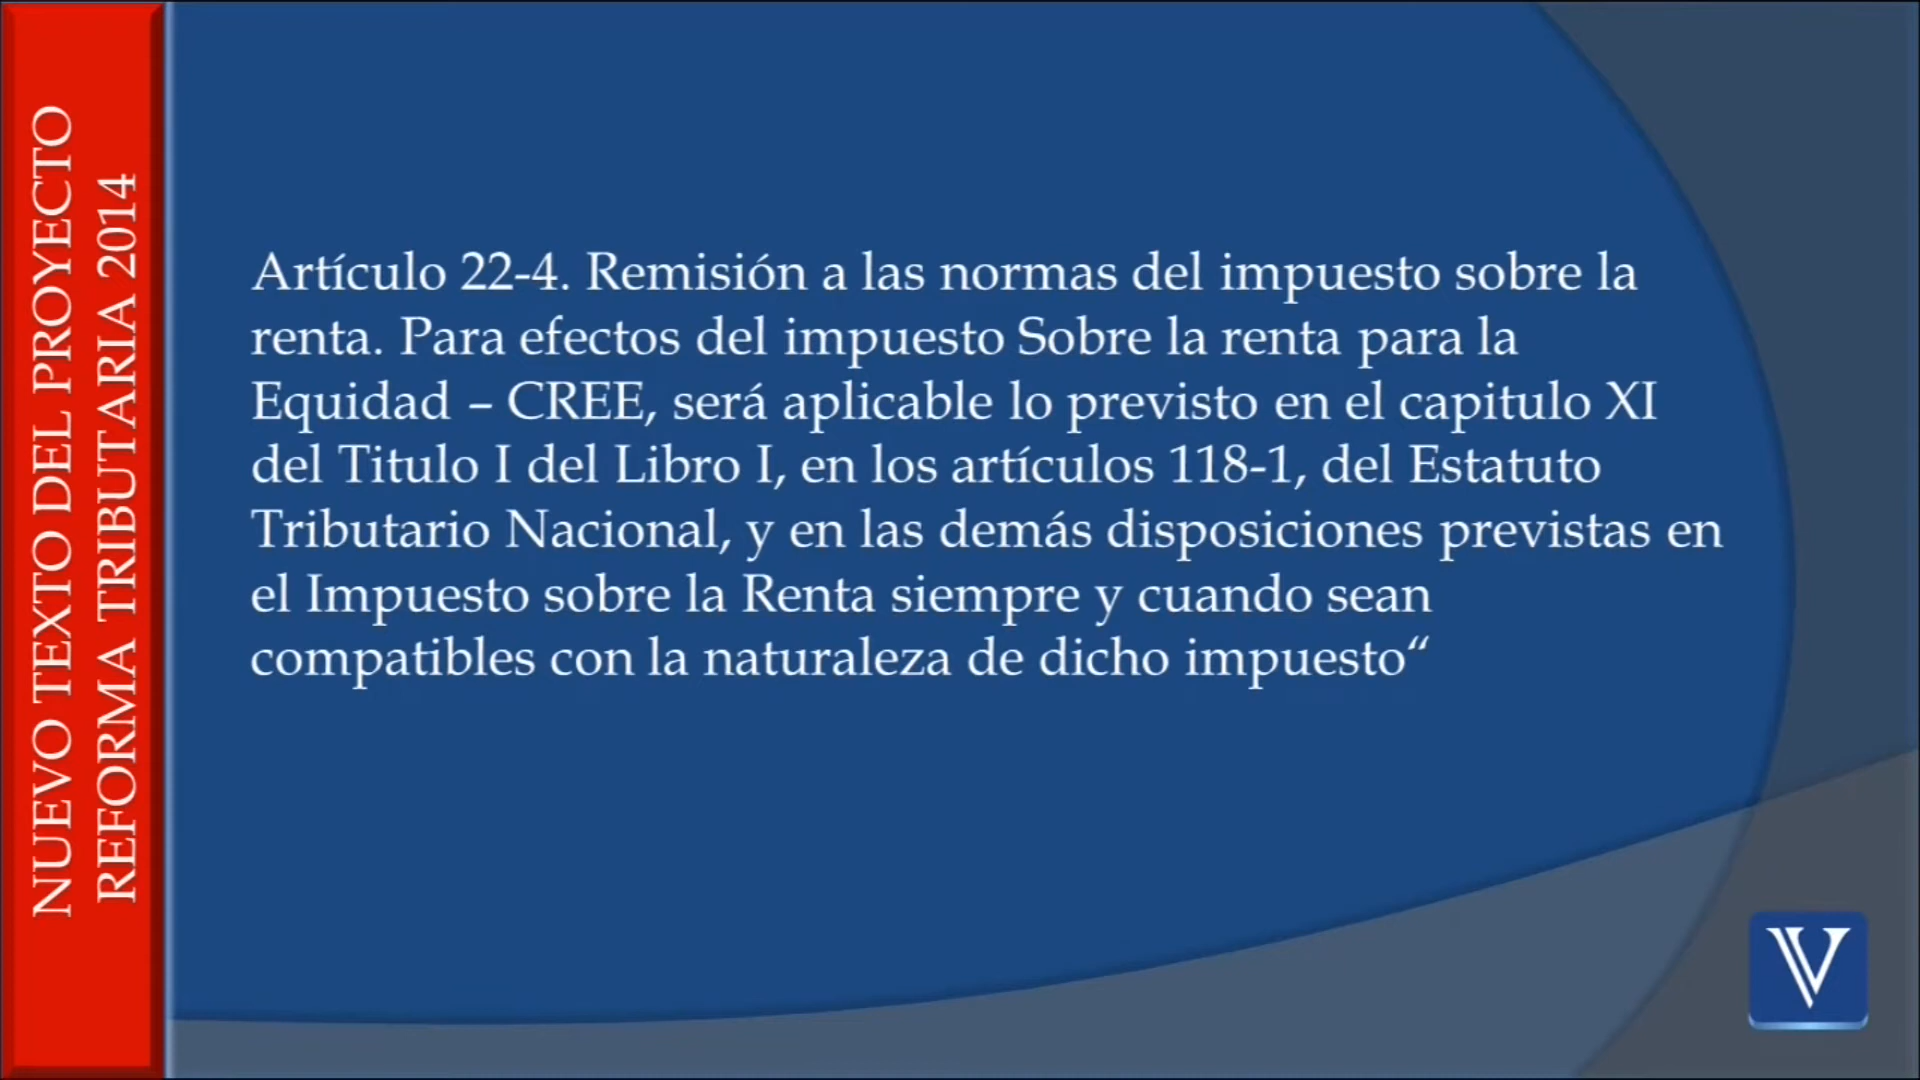 NUEVO TEXTO DEL PROYECTO
REFORMA TRIBUTARIA 2014
Artículo 22-4. Remisión a las normas del impuesto sobre la
renta. Para efectos del impuesto Sobre la renta para la
Equidad – CREE, será aplicable lo previsto en el capitulo XI
del Titulo I del Libro I, en los artículos 118-1, del Estatuto
Tributario Nacional, y en las demás disposiciones previstas en
el Impuesto sobre la Renta siempre y cuando sean
compatibles con la naturaleza de dicho impuesto“
V